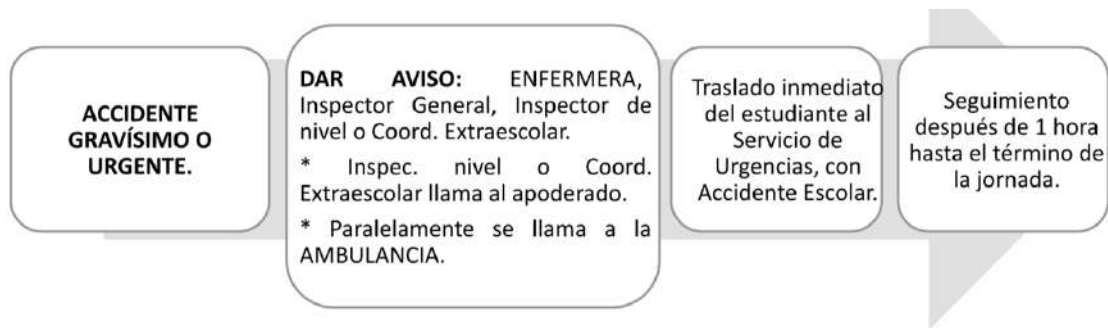 ACCIDENTE
GRAVÍSIMO O
URGENTE.
DAR AVISO: ENFERMERA,
Inspector General, Inspector de
nivel o Coord. Extraescolar.
* Inspec. nivel o Coord.
Extraescolar llama al apoderado.
* Paralelamente se llama a la
AMBULANCIA.
Traslado inmediato
del estudiante al
Servicio de
Urgencias, con
Accidente Escolar.
Seguimiento
después de 1 hora
hasta el término de
la jornada.